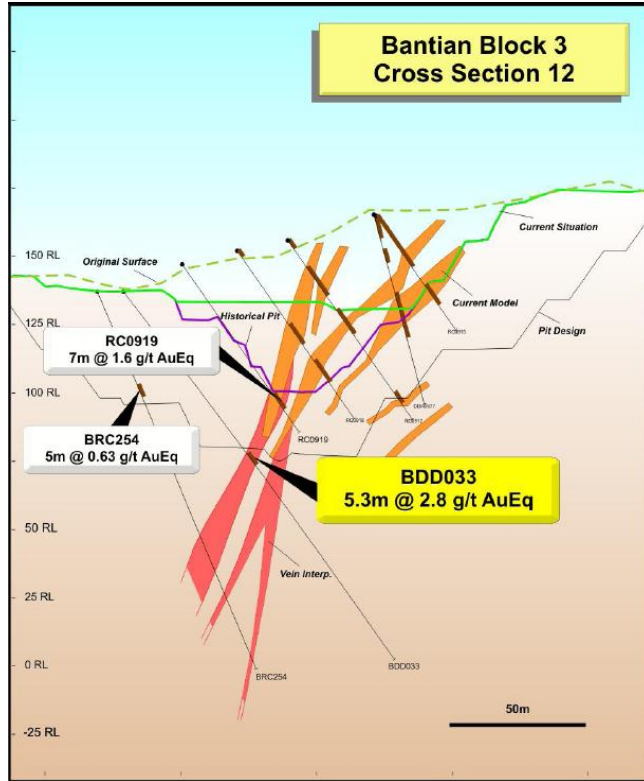 Bantian Block 3
Cross Section 12
150 RL
Original Surface
Current Situation
Current Model
Historical Pit
125 RL
Pit Design
RC0919
7m @ 1.6 g/t AuEq
100 RL
RC0919
BRC254
5m @ 0.63 g/t AuEq
BDD033
5.3m @ 2.8 g/t AuEq
50 RL
Vein Interp.
25 RL
0 RL
BRC254
BDD033
50m
-25 RL